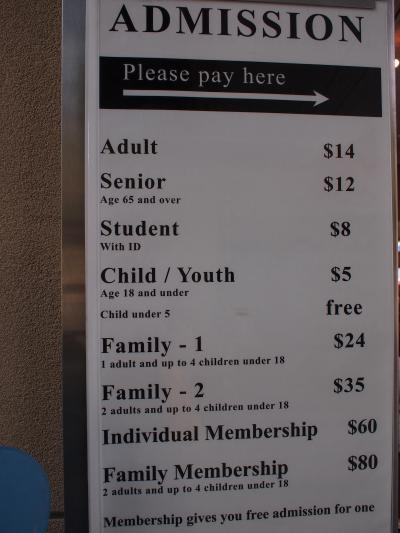 ADMISSION
Please pay here
Adult $14
Senior $12
Age 65 and over
Student $8
With ID
Child / Youth $5
Age 18 and under
Child under 5 free
Family - 1 $24
1 adult and up to 4 children under 18
Family - 2 $35
2 adults and up to 4 children under 18
Individual Membership $60
Family Membership $80
2 adults and up to 4 children under 18
Membership gives you free admission for one